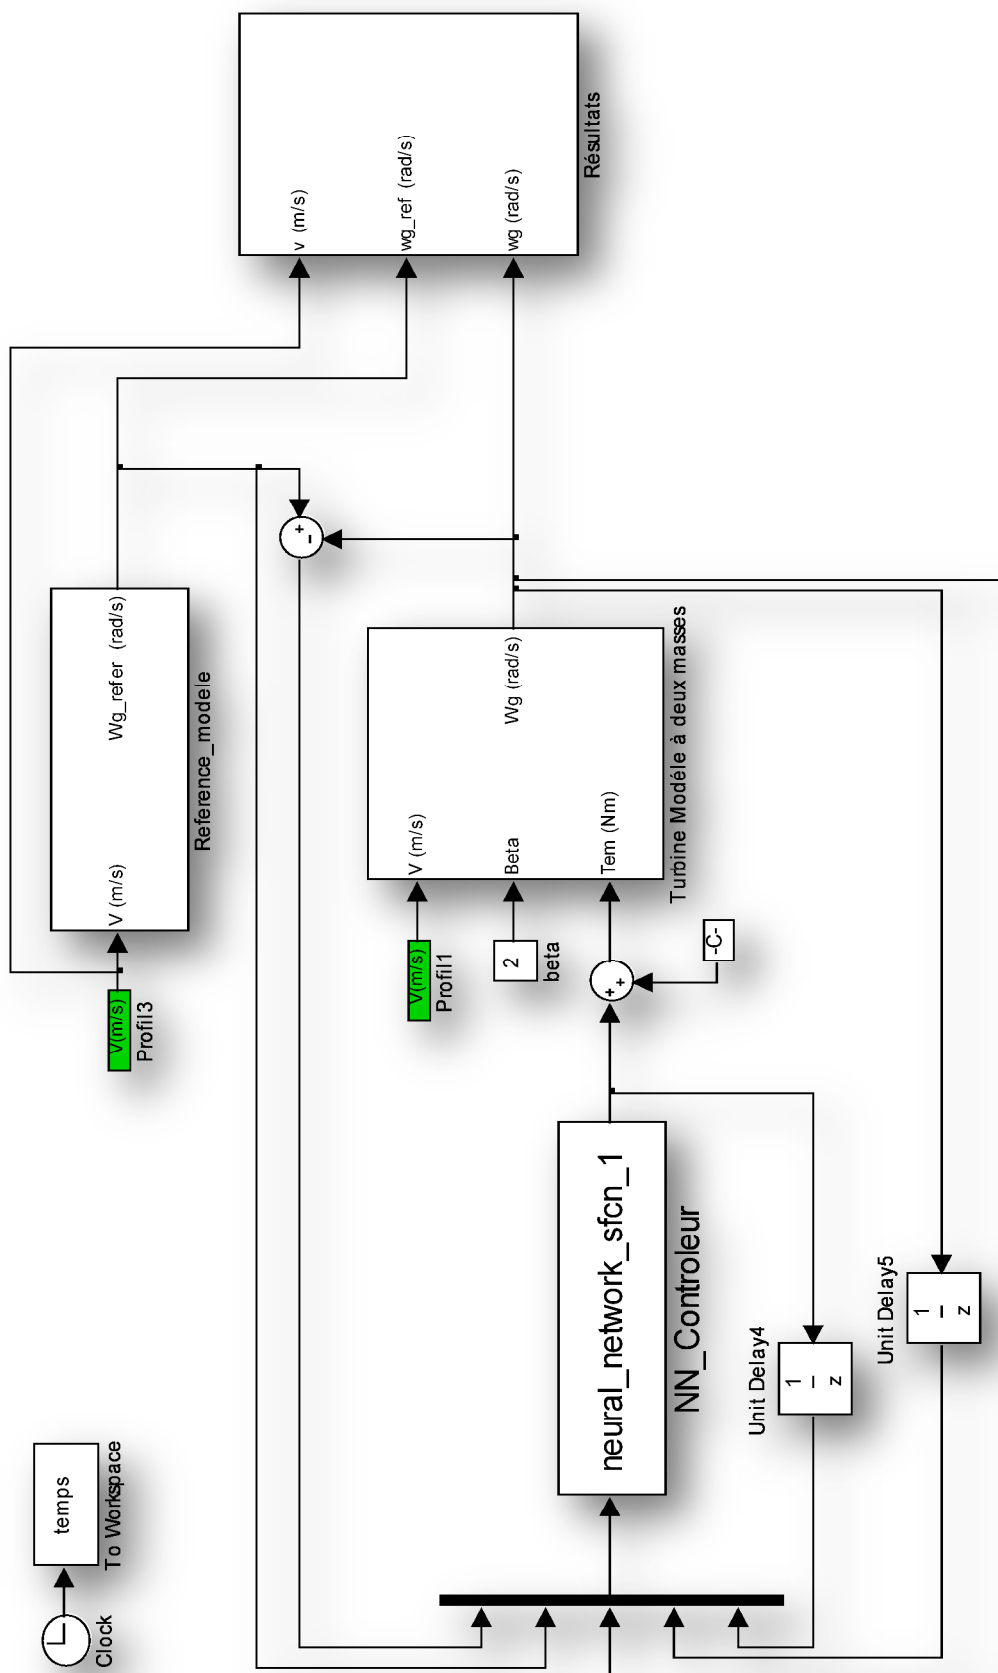 Clock
temps
To Workspace
V(m/s)
Profil3
V (m/s)
Wg_refer (rad/s)
Reference_modele
v (m/s)
wg_ref (rad/s)
wg (rad/s)
Résultats
+
-
V(m/s)
Profil1
2
beta
V (m/s)
Beta
Tem (Nm)
Wg (rad/s)
Turbine Modéle à deux masses
+
+
-C-
neural_network_sfcn_1
NN_Controleur
Unit Delay4
1
z
Unit Delay5
1
z